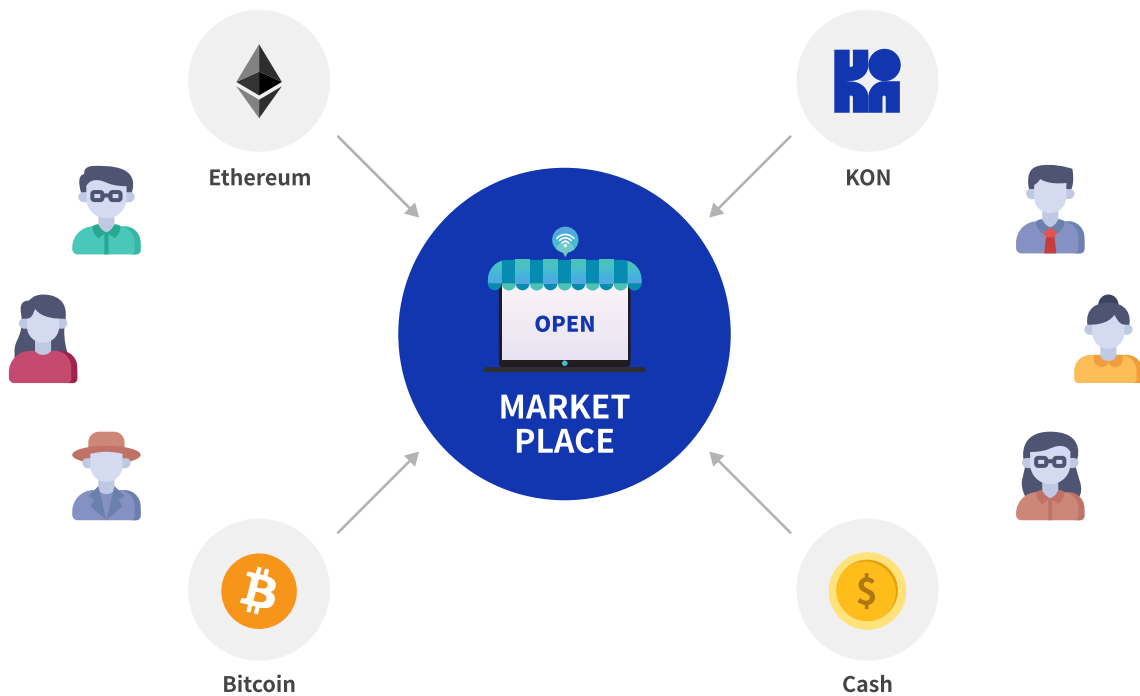 Ethereum
KON
OPEN
MARKET
PLACE
$
Bitcoin
Cash